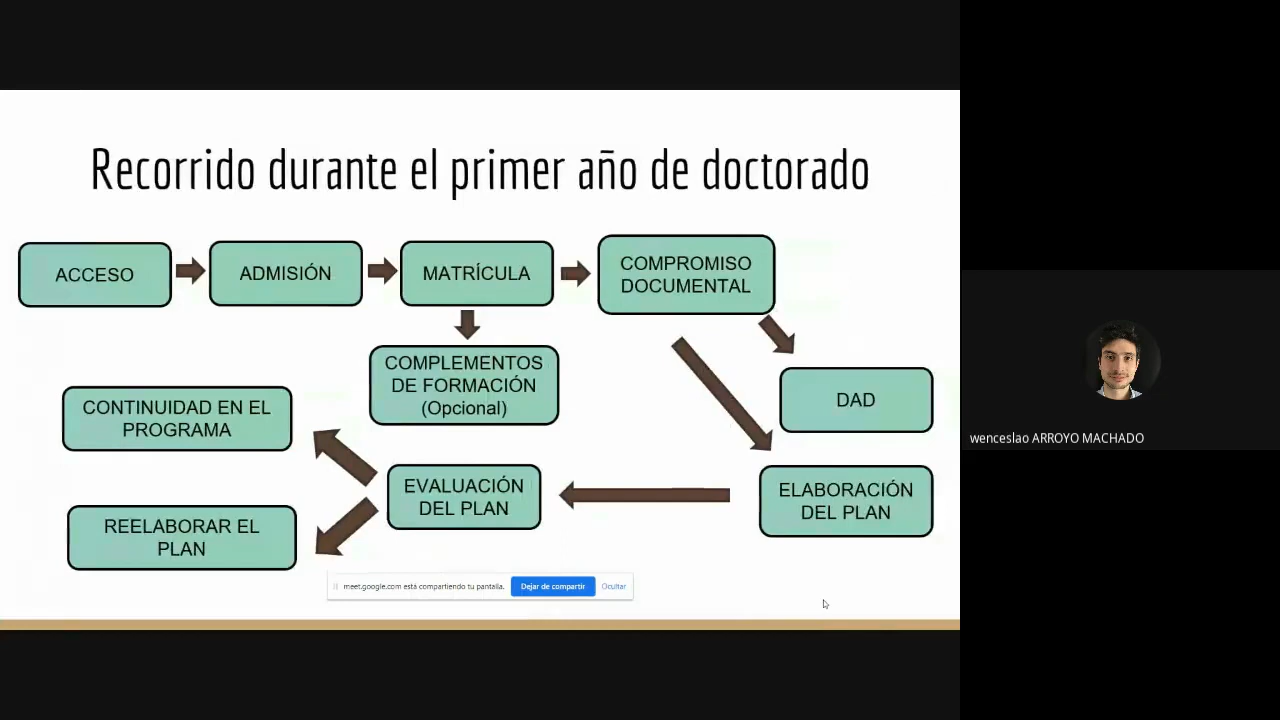 Recorrido durante el primer año de doctorado
ACCESO
ADMISIÓN
MATRÍCULA
COMPROMISO
DOCUMENTAL
COMPLEMENTOS
DE FORMACIÓN
(Opcional)
DAD
CONTINUIDAD EN EL
PROGRAMA
EVALUACIÓN
DEL PLAN
ELABORACIÓN
DEL PLAN
REELABORAR EL
PLAN
meet.google.com está compartiendo tu pantalla.
Dejar de compartir
Ocultar
wenceslao ARROYO MACHADO